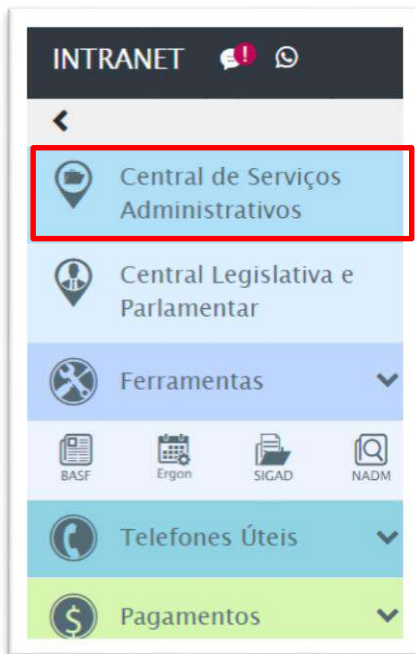 INTRANET
Central de Serviços
Administrativos
Central Legislativa e
Parlamentar
Ferramentas
BASF Ergon SIGAD NADM
Telefones Úteis
Pagamentos